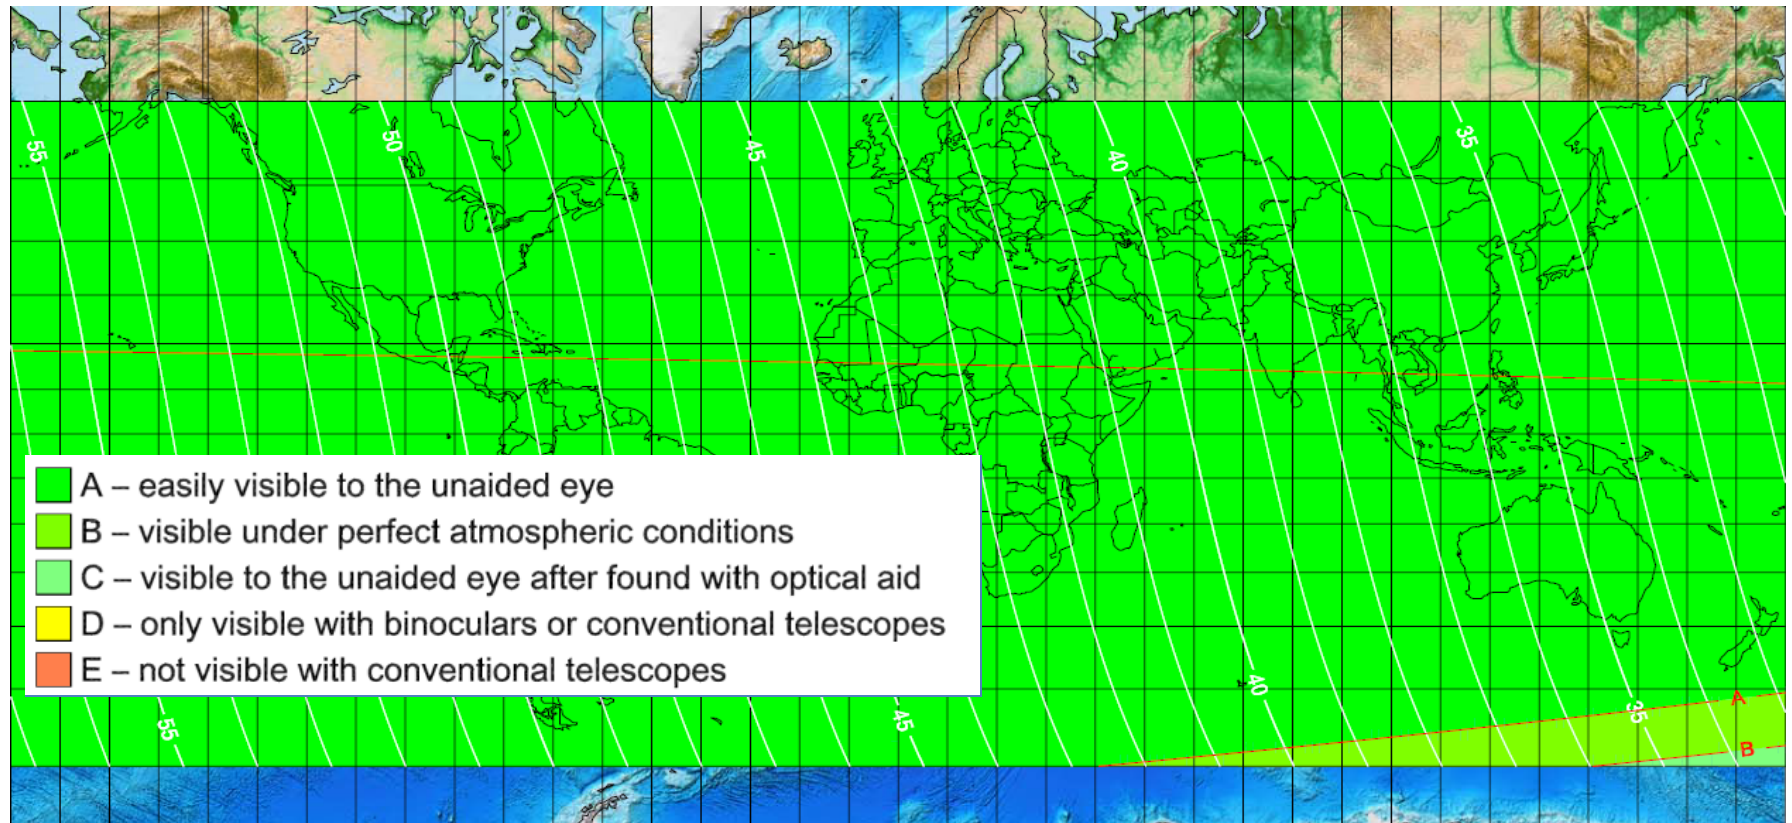 55
50
45
40
35
A – easily visible to the unaided eye
B – visible under perfect atmospheric conditions
C – visible to the unaided eye after found with optical aid
D – only visible with binoculars or conventional telescopes
E – not visible with conventional telescopes
55
45
40
35
A
B